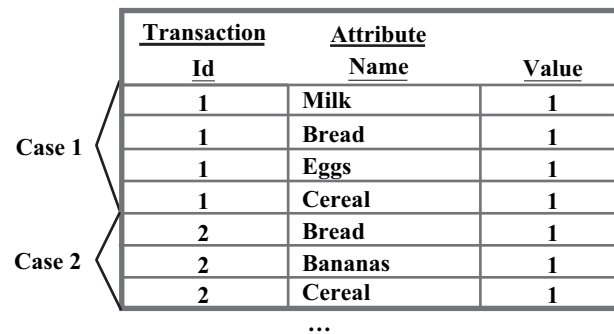 Transaction Attribute
Id Name Value
1 Milk 1
Case 1 1 Bread 1
1 Eggs 1
1 Cereal 1
2 Bread 1
Case 2 2 Bananas 1
2 Cereal 1
...